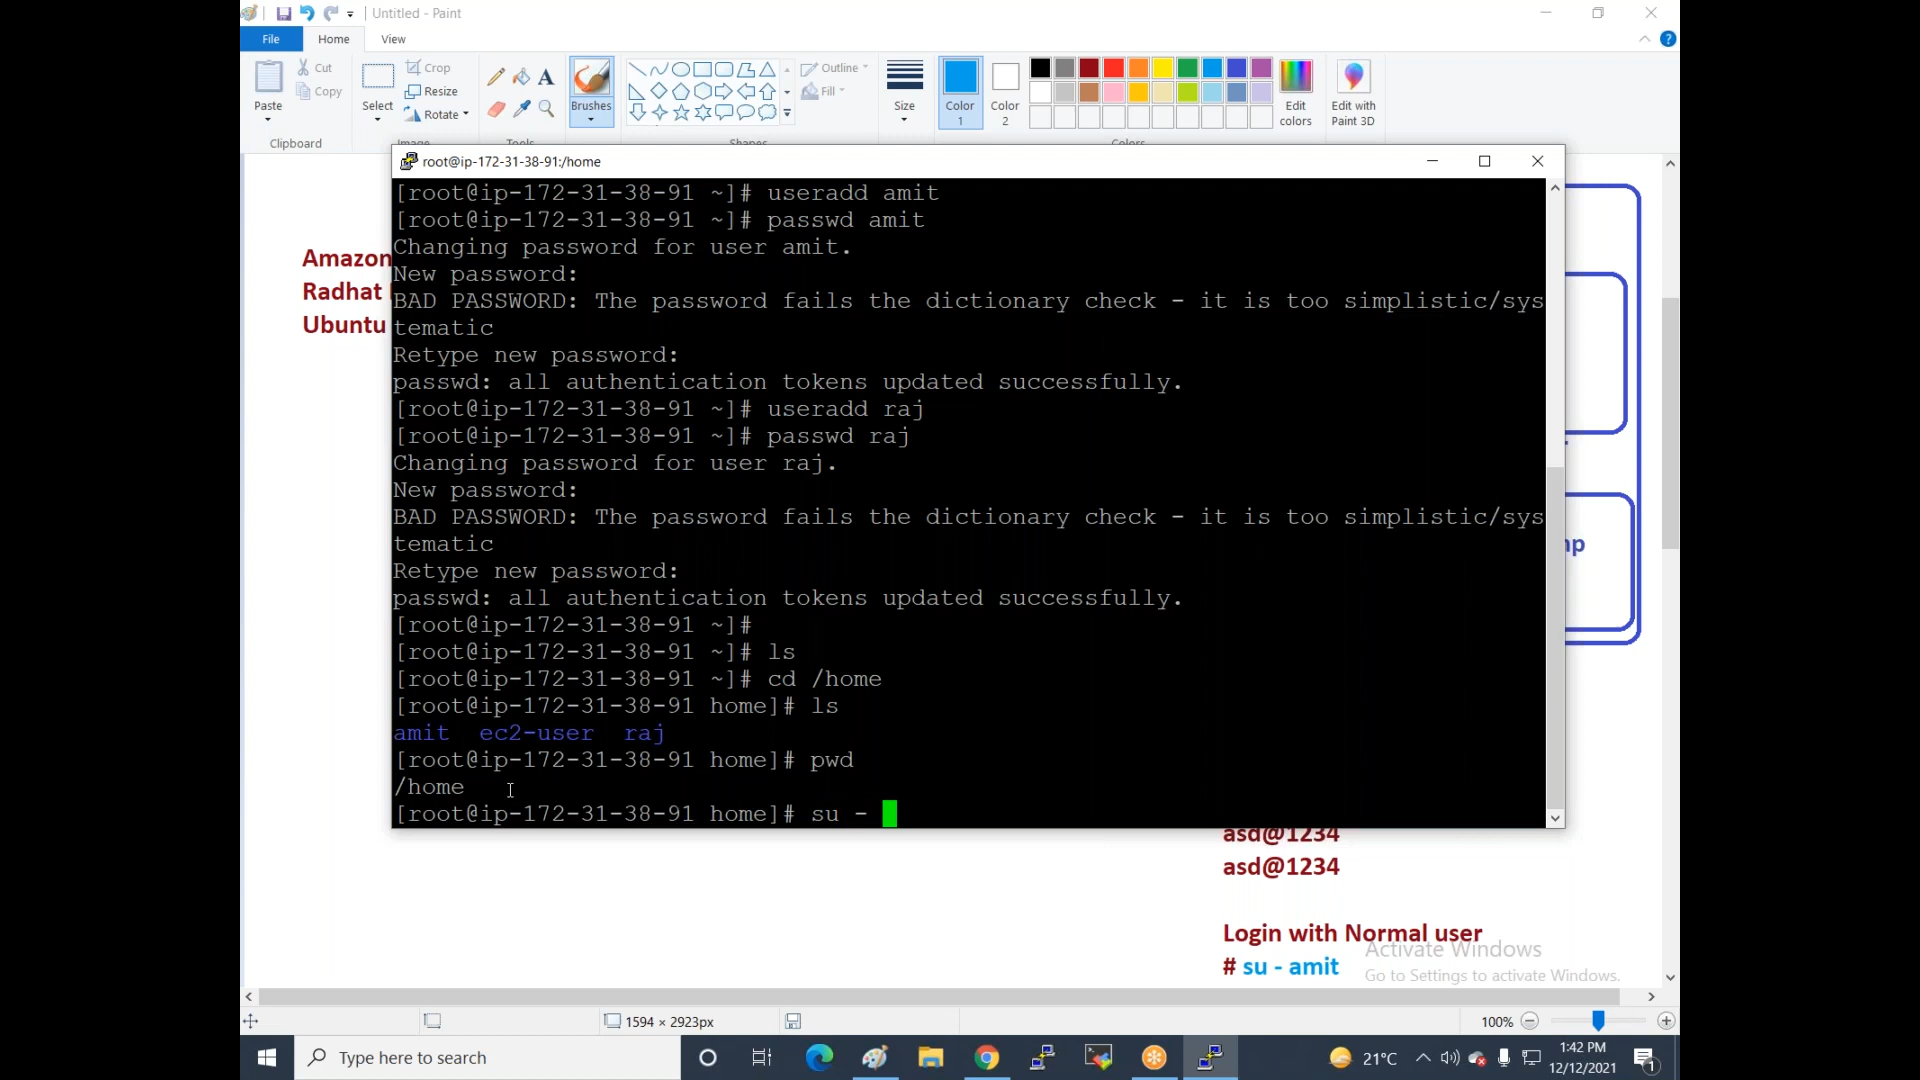 Untitled - Paint
File Home View
Paste
Cut
Copy
Clipboard
Select
Crop
Resize
Rotate
Image
Tools
Brushes
Shapes
Outline
Fill
Size
Color 1
Color 2
Colors
Edit colors
Edit with Paint 3D
Amazon
Radhat
Ubuntu
root@ip-172-31-38-91:/home
[root@ip-172-31-38-91 ~]# useradd amit
[root@ip-172-31-38-91 ~]# passwd amit
Changing password for user amit.
New password:
BAD PASSWORD: The password fails the dictionary check - it is too simplistic/sys
tematic
Retype new password:
passwd: all authentication tokens updated successfully.
[root@ip-172-31-38-91 ~]# useradd raj
[root@ip-172-31-38-91 ~]# passwd raj
Changing password for user raj.
New password:
BAD PASSWORD: The password fails the dictionary check - it is too simplistic/sys
tematic
Retype new password:
passwd: all authentication tokens updated successfully.
[root@ip-172-31-38-91 ~]#
[root@ip-172-31-38-91 ~]# ls
[root@ip-172-31-38-91 ~]# cd /home
[root@ip-172-31-38-91 home]# ls
amit ec2-user raj
[root@ip-172-31-38-91 home]# pwd
/home
[root@ip-172-31-38-91 home]# su -
asd@1234
asd@1234
Login with Normal user
# su - amit
Activate Windows
Go to Settings to activate Windows.
1594 × 2923px
100%
Type here to search
21°C
1:42 PM
12/12/2021
1